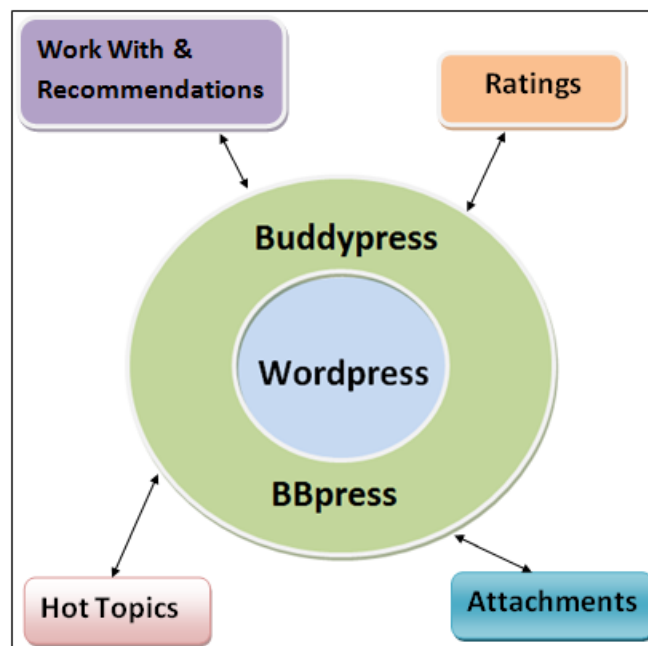 Work With &
Recommendations
Ratings
Buddypress
Wordpress
BBpress
Hot Topics
Attachments